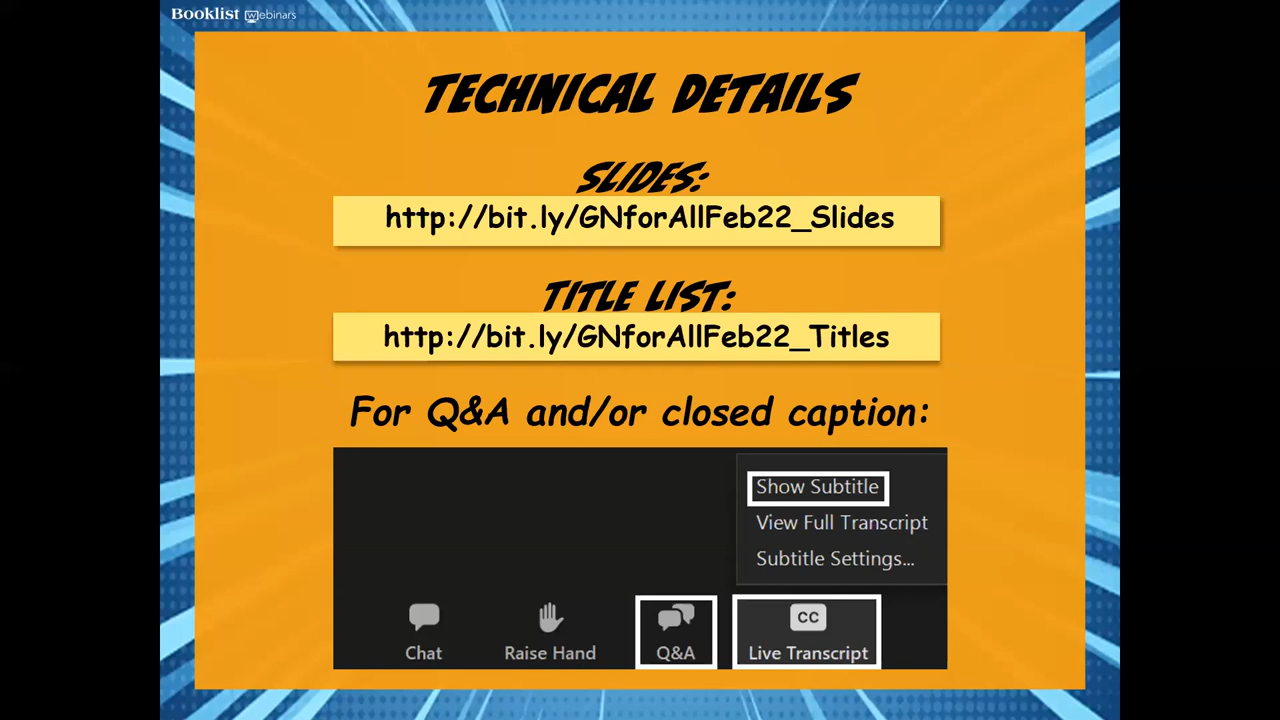 Booklist Webinars
TECHNICAL DETAILS
SLIDES:
http://bit.ly/GNforAllFeb22_Slides
TITLE LIST:
http://bit.ly/GNforAllFeb22_Titles
For Q&A and/or closed caption:
Show Subtitle
View Full Transcript
Subtitle Settings...
CC
Chat Raise Hand Q&A Live Transcript